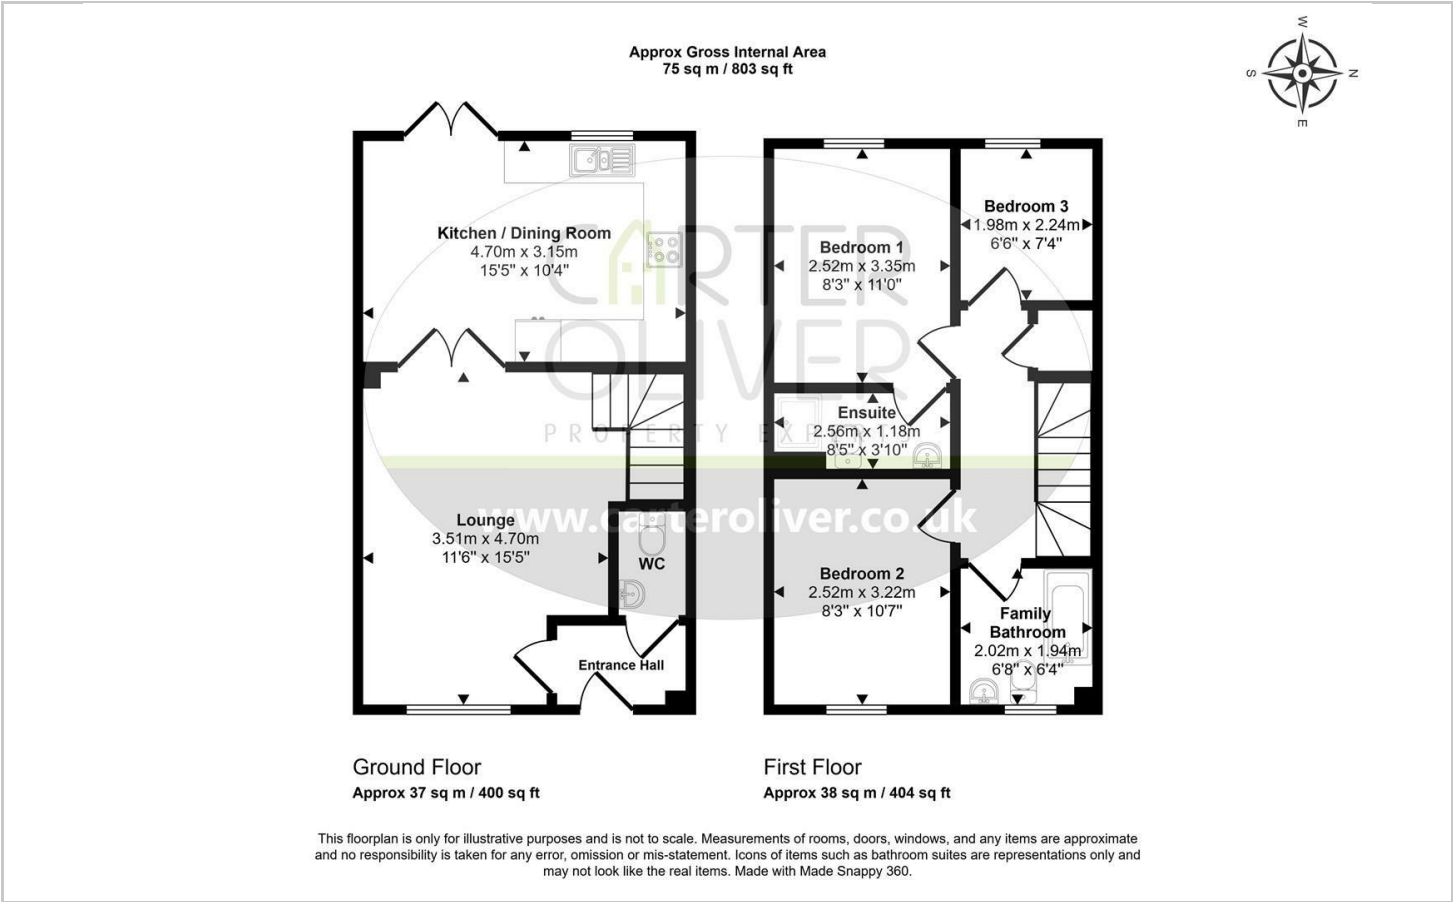 Approx Gross Internal Area
75 sq m / 803 sq ft
W
S
N
E
Kitchen / Dining Room
4.70m x 3.15m
15'5" x 10'4"
Lounge
3.51m x 4.70m
11'6" x 15'5"
WC
Entrance Hall
Bedroom 1
2.52m x 3.35m
8'3" x 11'0"
Bedroom 3
1.98m x 2.24m
6'6" x 7'4"
Ensuite
2.56m x 1.18m
8'5" x 3'10"
Bedroom 2
2.52m x 3.22m
8'3" x 10'7"
Family
Bathroom
2.02m x 1.94m
6'8" x 6'4"
CARTER
OLIVER
PROPERTY
www.carteroliver.co.uk
Ground Floor
Approx 37 sq m / 400 sq ft
First Floor
Approx 38 sq m / 404 sq ft
This floorplan is only for illustrative purposes and is not to scale. Measurements of rooms, doors, windows, and any items are approximate
and no responsibility is taken for any error, omission or mis-statement. Icons of items such as bathroom suites are representations only and
may not look like the real items. Made with Made Snappy 360.